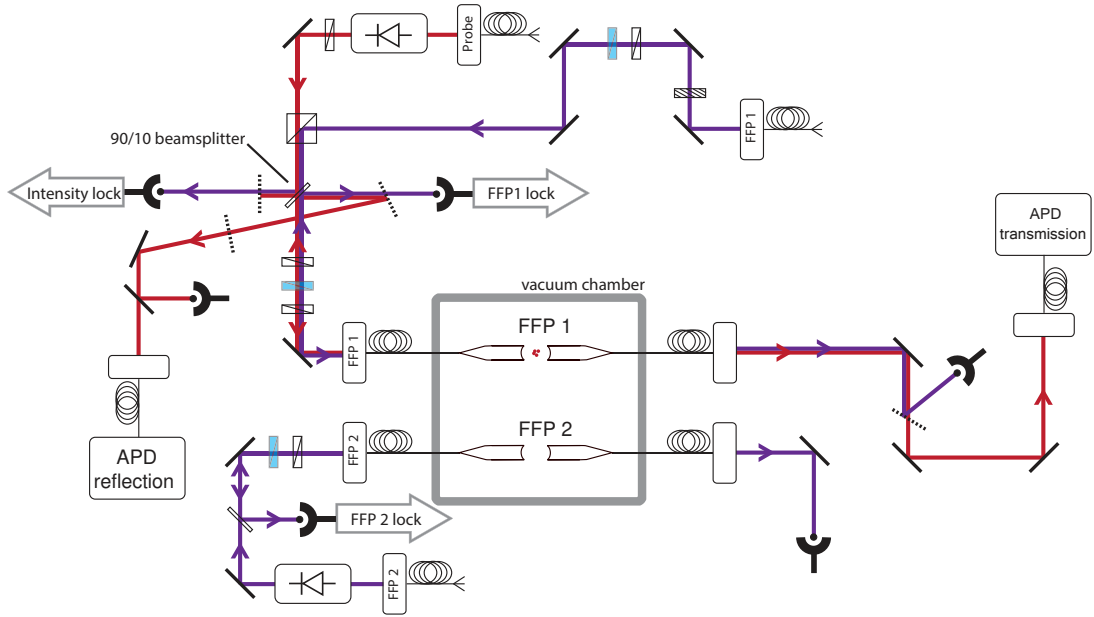 Probe
FFP 1
90/10 beamsplitter
Intensity lock
FFP1 lock
APD
transmission
vacuum chamber
FFP 1
FFP 1
FFP 2
FFP 2
APD
reflection
FFP 2 lock
FFP 2